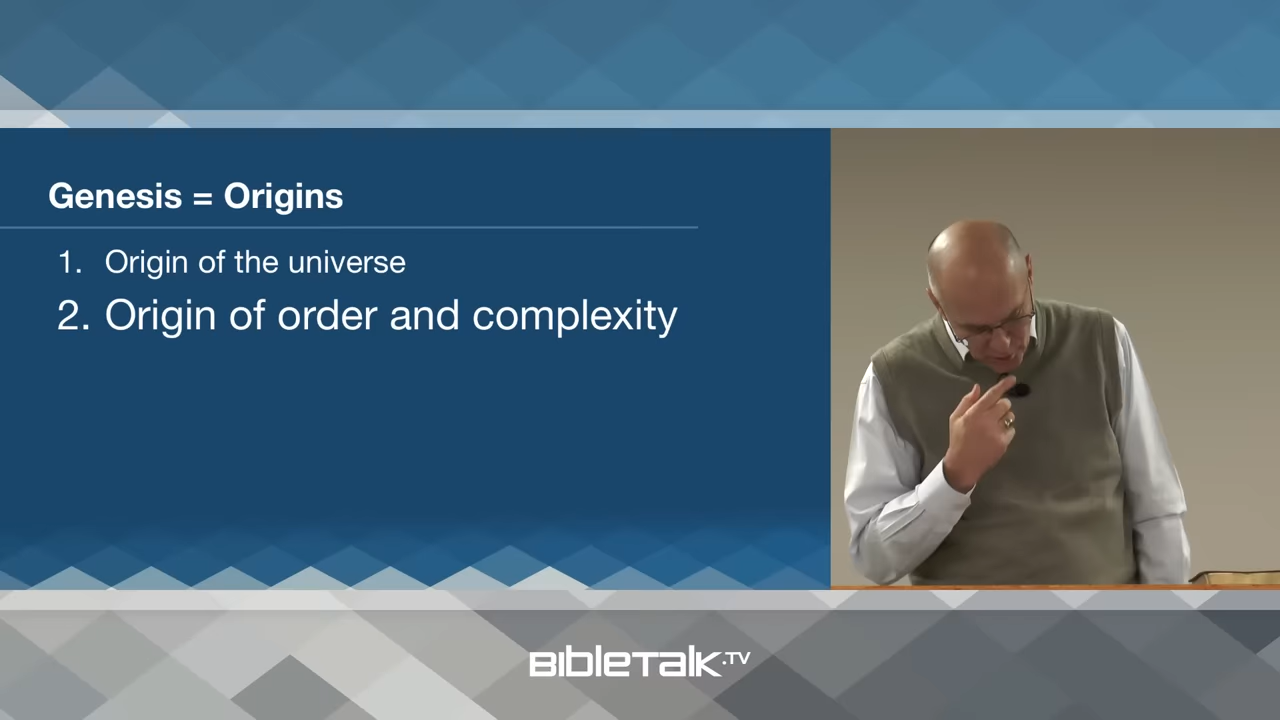 Genesis = Origins
1. Origin of the universe
2. Origin of order and complexity
BIBLETALK.TV